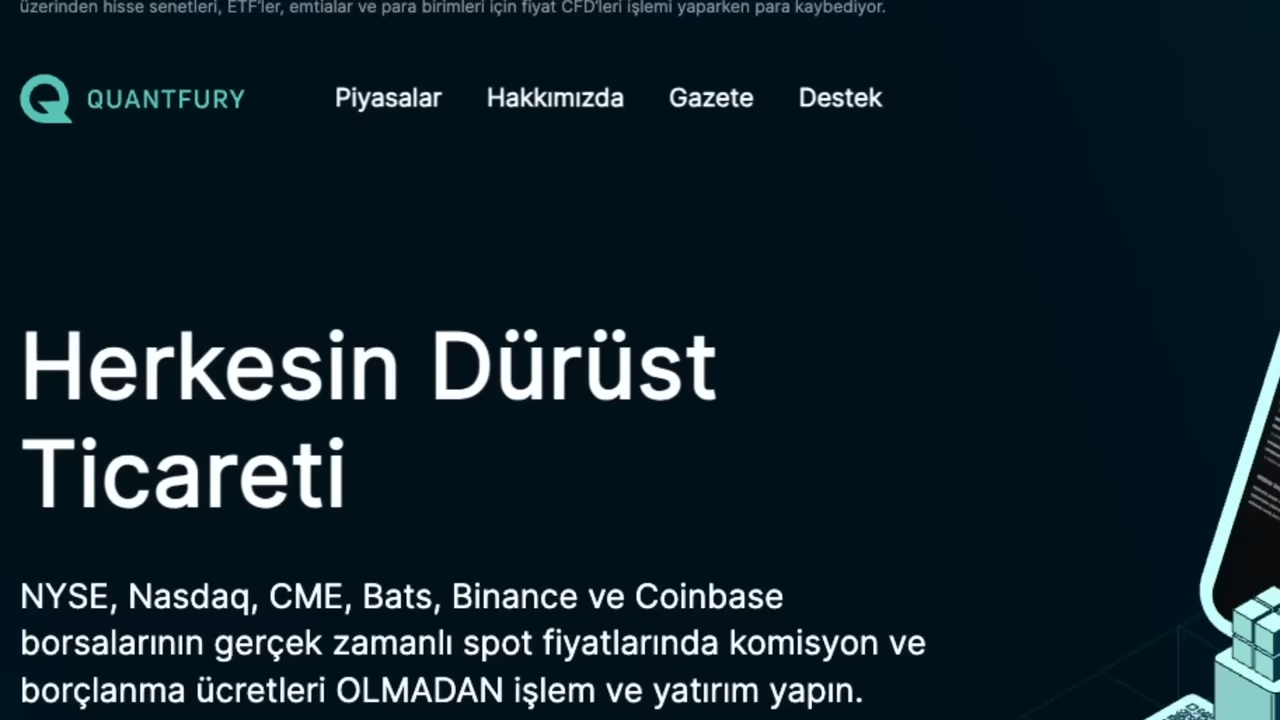 üzerinden hisse senetleri, ETF'ler, emtialar ve para birimleri için fiyat CFD'leri işlemi yaparken para kaybediyor.
QUANTFURY Piyasalar Hakkımızda Gazete Destek
Herkesin Dürüst
Ticareti
NYSE, Nasdaq, CME, Bats, Binance ve Coinbase
borsalarının gerçek zamanlı spot fiyatlarında komisyon ve
borçlanma ücretleri OLMADAN işlem ve yatırım yapın.